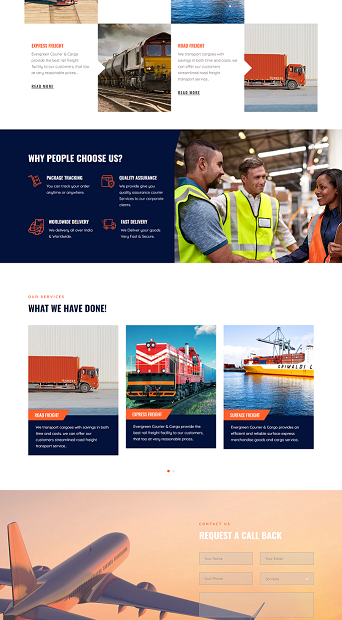 EXPRESS FREIGHT
Evergreen Courier & Cargo
provide the best rail freight
facility to our customers, that too
at very reasonable prices..
READ MORE
ROAD FREIGHT
We transport cargos with
savings in both time and costs. we
can offer our customers
streamlined road freight
transport service..
READ MORE
WHY PEOPLE CHOOSE US?
PACKAGE TRACKING
You can track your order
anytime or anywhere.
QUALITY ASSURANCE
We provide give you
quality assurance courier
Services to our corporate
clients.
WORLDWIDE DELIVERY
We delivery all over India
& Worldwide.
FAST DELIVERY
We Deliver your goods
Very Fast & Secure.
OUR SERVICES
WHAT WE HAVE DONE!
ROAD FREIGHT
We transport cargos with savings in both
time and costs. we can offer our
customers streamlined road freight
transport service..
EXPRESS FREIGHT
Evergreen Courier & Cargo provide the
best rail freight facility to our customers,
that too at very reasonable prices..
GRIMALDI L
SURFACE FREIGHT
Evergreen Courier & Cargo provides an
efficient and reliable surface express
merchandise goods and cargo service..
CONTACT US
REQUEST A CALL BACK
Your Name
Your Email
Your Phone